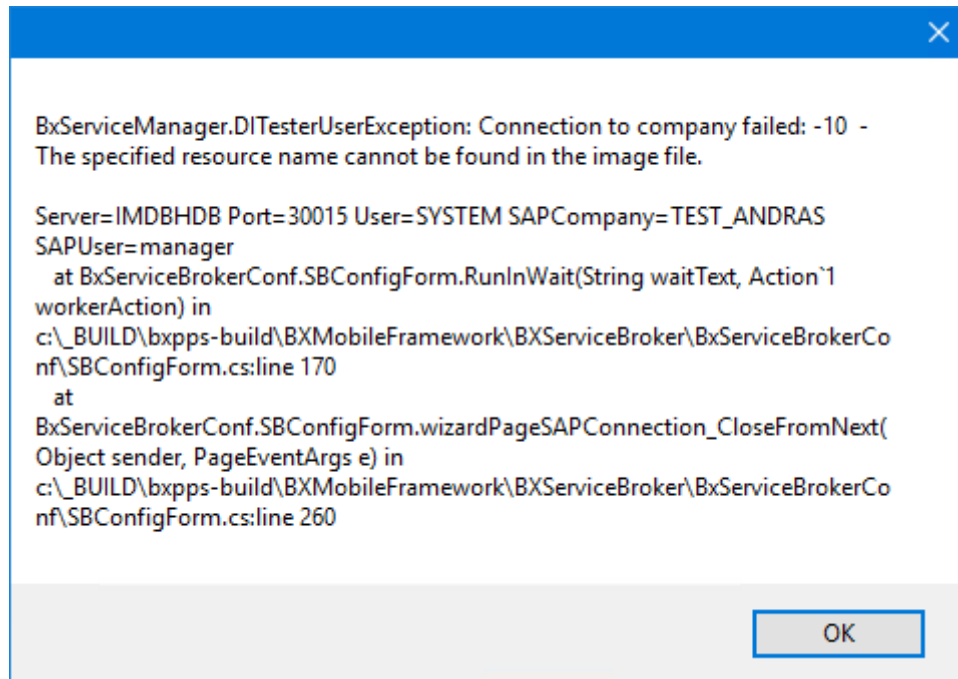 BxServiceManager.DITesterUserException: Connection to company failed: -10  -
The specified resource name cannot be found in the image file.
Server=IMDBHDB Port=30015 User=SYSTEM SAPCompany=TEST_ANDRAS
SAPUser=manager
at BxServiceBrokerConf.SBConfigForm.RunInWait(String waitText, Action`1
workerAction) in
c:\_BUILD\bxpps-build\BXMobileFramework\BXServiceBroker\BxServiceBrokerCo
nf\SBConfigForm.cs:line 170
at
BxServiceBrokerConf.SBConfigForm.wizardPageSAPConnection_CloseFromNext(
Object sender, PageEventArgs e) in
c:\_BUILD\bxpps-build\BXMobileFramework\BXServiceBroker\BxServiceBrokerCo
nf\SBConfigForm.cs:line 260
OK